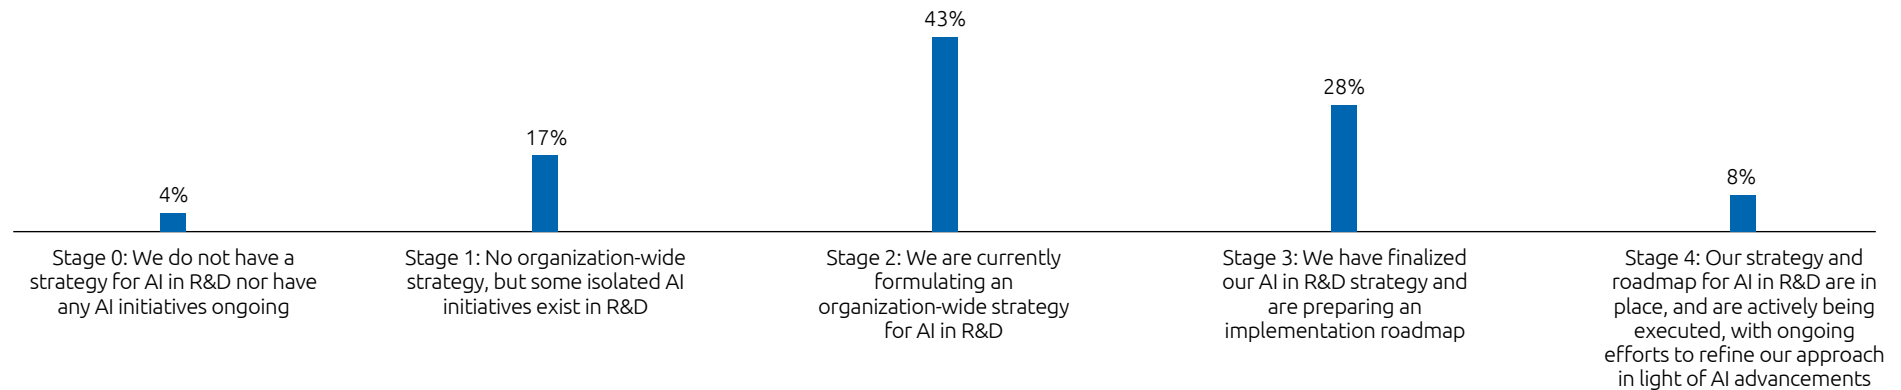 43%
28%
17%
8%
4%
Stage 0: We do not have a
strategy for AI in R&D nor have
any AI initiatives ongoing
Stage 1: No organization-wide
strategy, but some isolated AI
initiatives exist in R&D
Stage 2: We are currently
formulating an
organization-wide strategy
for AI in R&D
Stage 3: We have finalized
our AI in R&D strategy and
are preparing an
implementation roadmap
Stage 4: Our strategy and
roadmap for AI in R&D are in
place, and are actively being
executed, with ongoing
efforts to refine our approach
in light of AI advancements